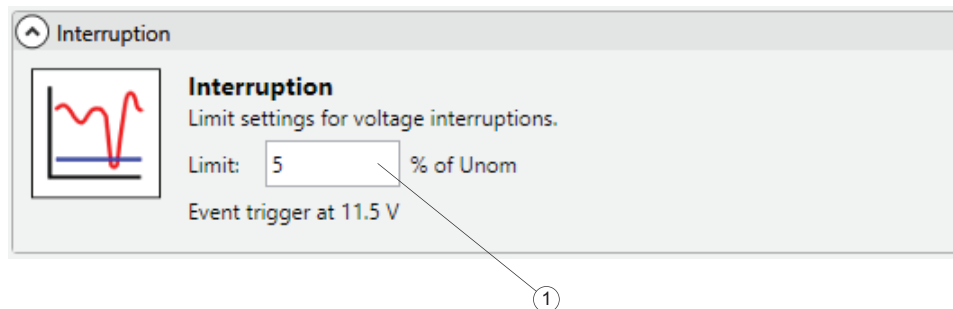 Interruption
Interruption
Limit settings for voltage interruptions.
Limit: 5 % of Unom
Event trigger at 11.5 V
1